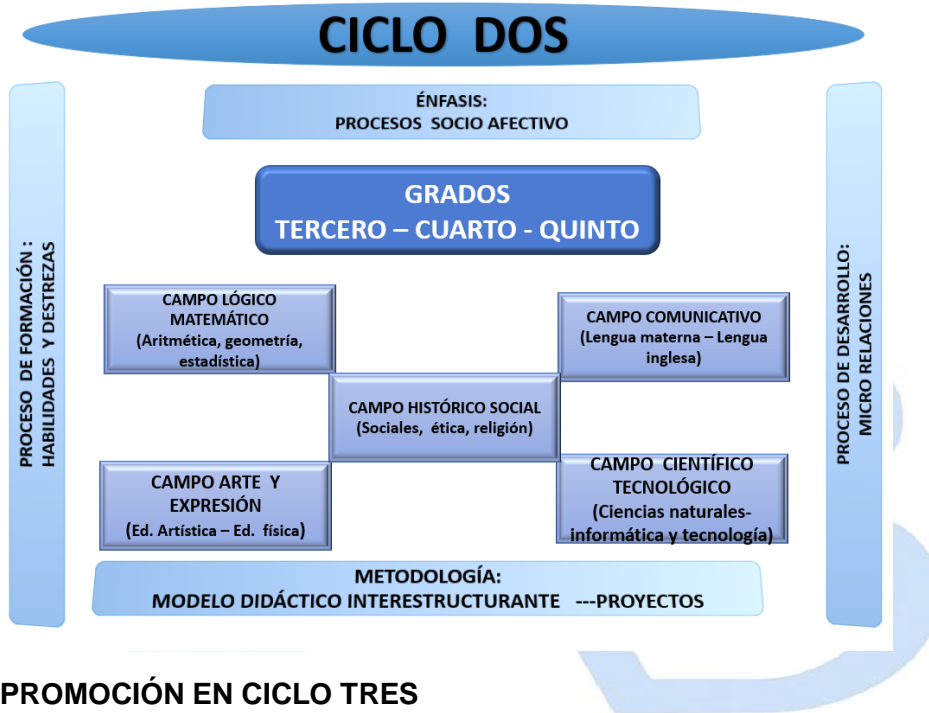 CICLO DOS
ÉNFASIS:
PROCESOS SOCIO AFECTIVO
GRADOS
TERCERO – CUARTO - QUINTO
PROCESO DE FORMACIÓN :
HABILIDADES Y DESTREZAS
CAMPO LÓGICO
MATEMÁTICO
(Aritmética, geometría,
estadística)
CAMPO COMUNICATIVO
(Lengua materna – Lengua
inglesa)
CAMPO HISTÓRICO SOCIAL
(Sociales, ética, religión)
CAMPO ARTE Y
EXPRESIÓN
(Ed. Artística – Ed. física)
CAMPO CIENTÍFICO
TECNOLÓGICO
(Ciencias naturales-
informática y tecnología)
PROCESO DE DESARROLLO:
MICRO RELACIONES
METODOLOGÍA:
MODELO DIDÁCTICO INTERESTRUCTURANTE ---PROYECTOS
PROMOCIÓN EN CICLO TRES